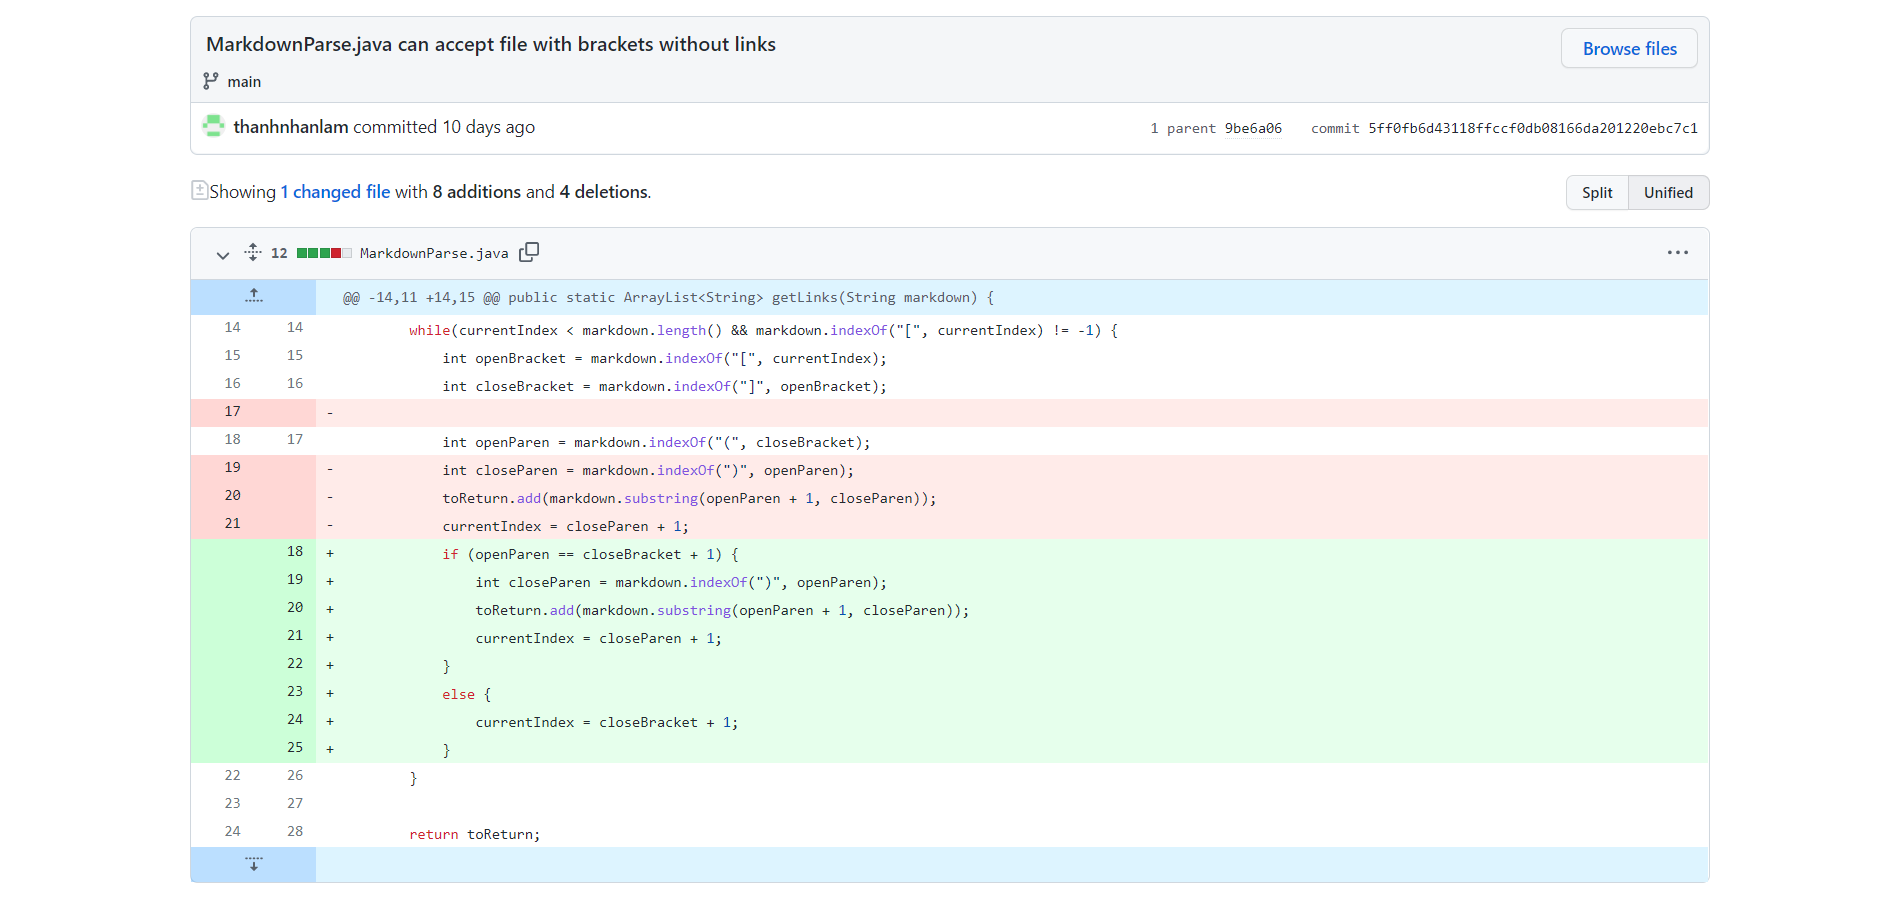 MarkdownParse.java can accept file with brackets without links
Browse files
main
thanhnhanlam committed 10 days ago
1 parent 9be6a06 commit 5ff0fb6d43118ffccf0db08166da201220ebc7c1
Showing 1 changed file with 8 additions and 4 deletions.
Split Unified
12 MarkdownParse.java
@@ -14,11 +14,15 @@ public static ArrayList<String> getLinks(String markdown) {
14 14 while(currentIndex < markdown.length() && markdown.indexOf("[", currentIndex) != -1) {
15 15 int openBracket = markdown.indexOf("[", currentIndex);
16 16 int closeBracket = markdown.indexOf("]", openBracket);
17 -
18 17 int openParen = markdown.indexOf("(", closeBracket);
19 - int closeParen = markdown.indexOf(")", openParen);
20 - toReturn.add(markdown.substring(openParen + 1, closeParen));
21 - currentIndex = closeParen + 1;
18 + if (openParen == closeBracket + 1) {
19 + int closeParen = markdown.indexOf(")", openParen);
20 + toReturn.add(markdown.substring(openParen + 1, closeParen));
21 + currentIndex = closeParen + 1;
22 + }
23 + else {
24 + currentIndex = closeBracket + 1;
25 + }
22 26 }
23 27
24 28 return toReturn;